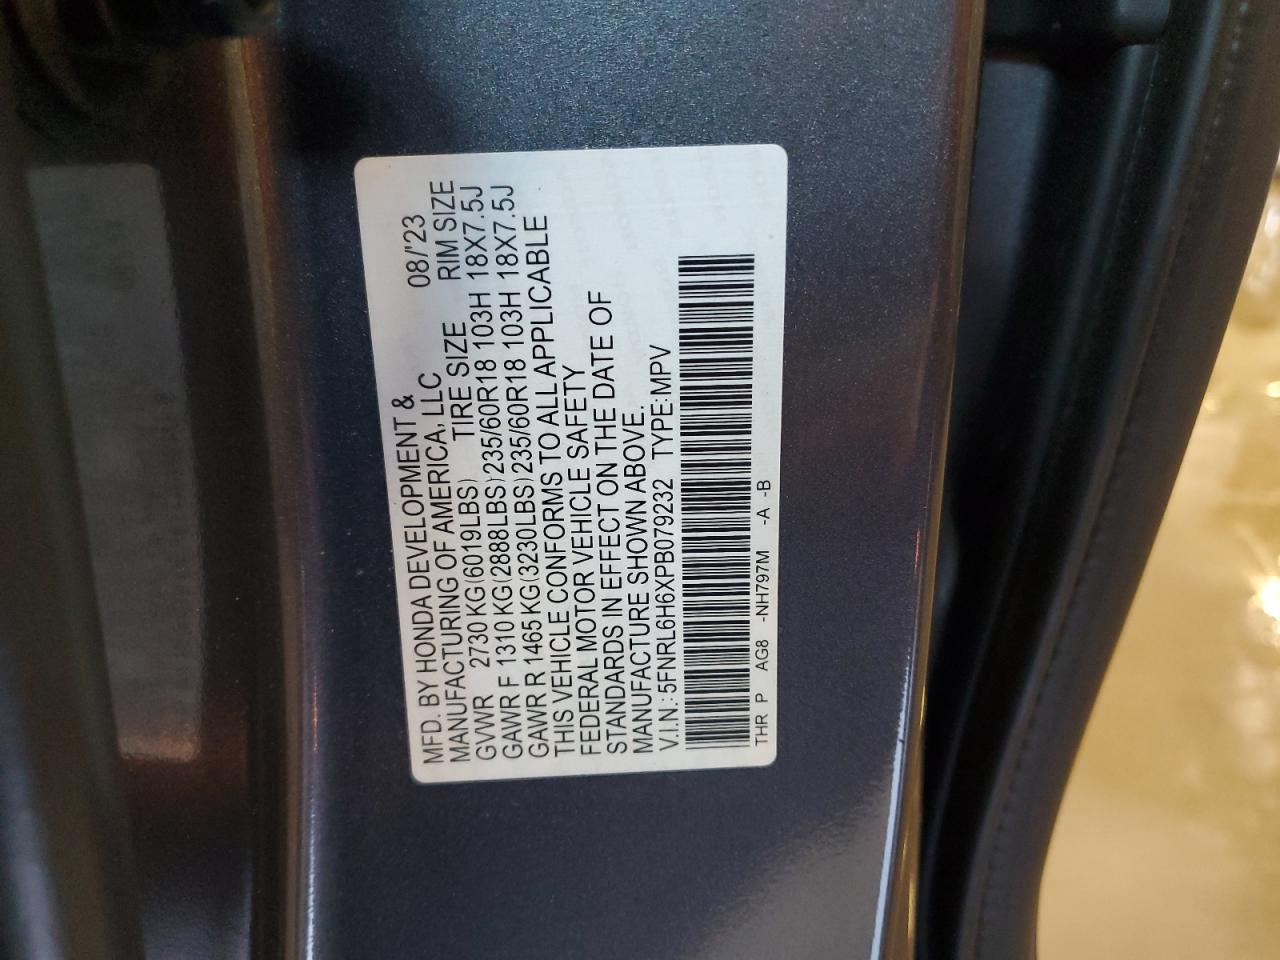 MFD. BY HONDA DEVELOPMENT & 08/'23
MANUFACTURING OF AMERICA, LLC
TIRE SIZE RIM SIZE
GVWR 2730 KG(6019LBS)
GAWR F 1310 KG(2888LBS) 235/60R18 103H 18X7.5J
GAWR R 1465 KG(3230LBS) 235/60R18 103H 18X7.5J
THIS VEHICLE CONFORMS TO ALL APPLICABLE
FEDERAL MOTOR VEHICLE SAFETY
STANDARDS IN EFFECT ON THE DATE OF
MANUFACTURE SHOWN ABOVE.
V.I.N.: 5FNRL6H6XPB079232 TYPE:MPV
THR P AG8 -NH797M -A -B